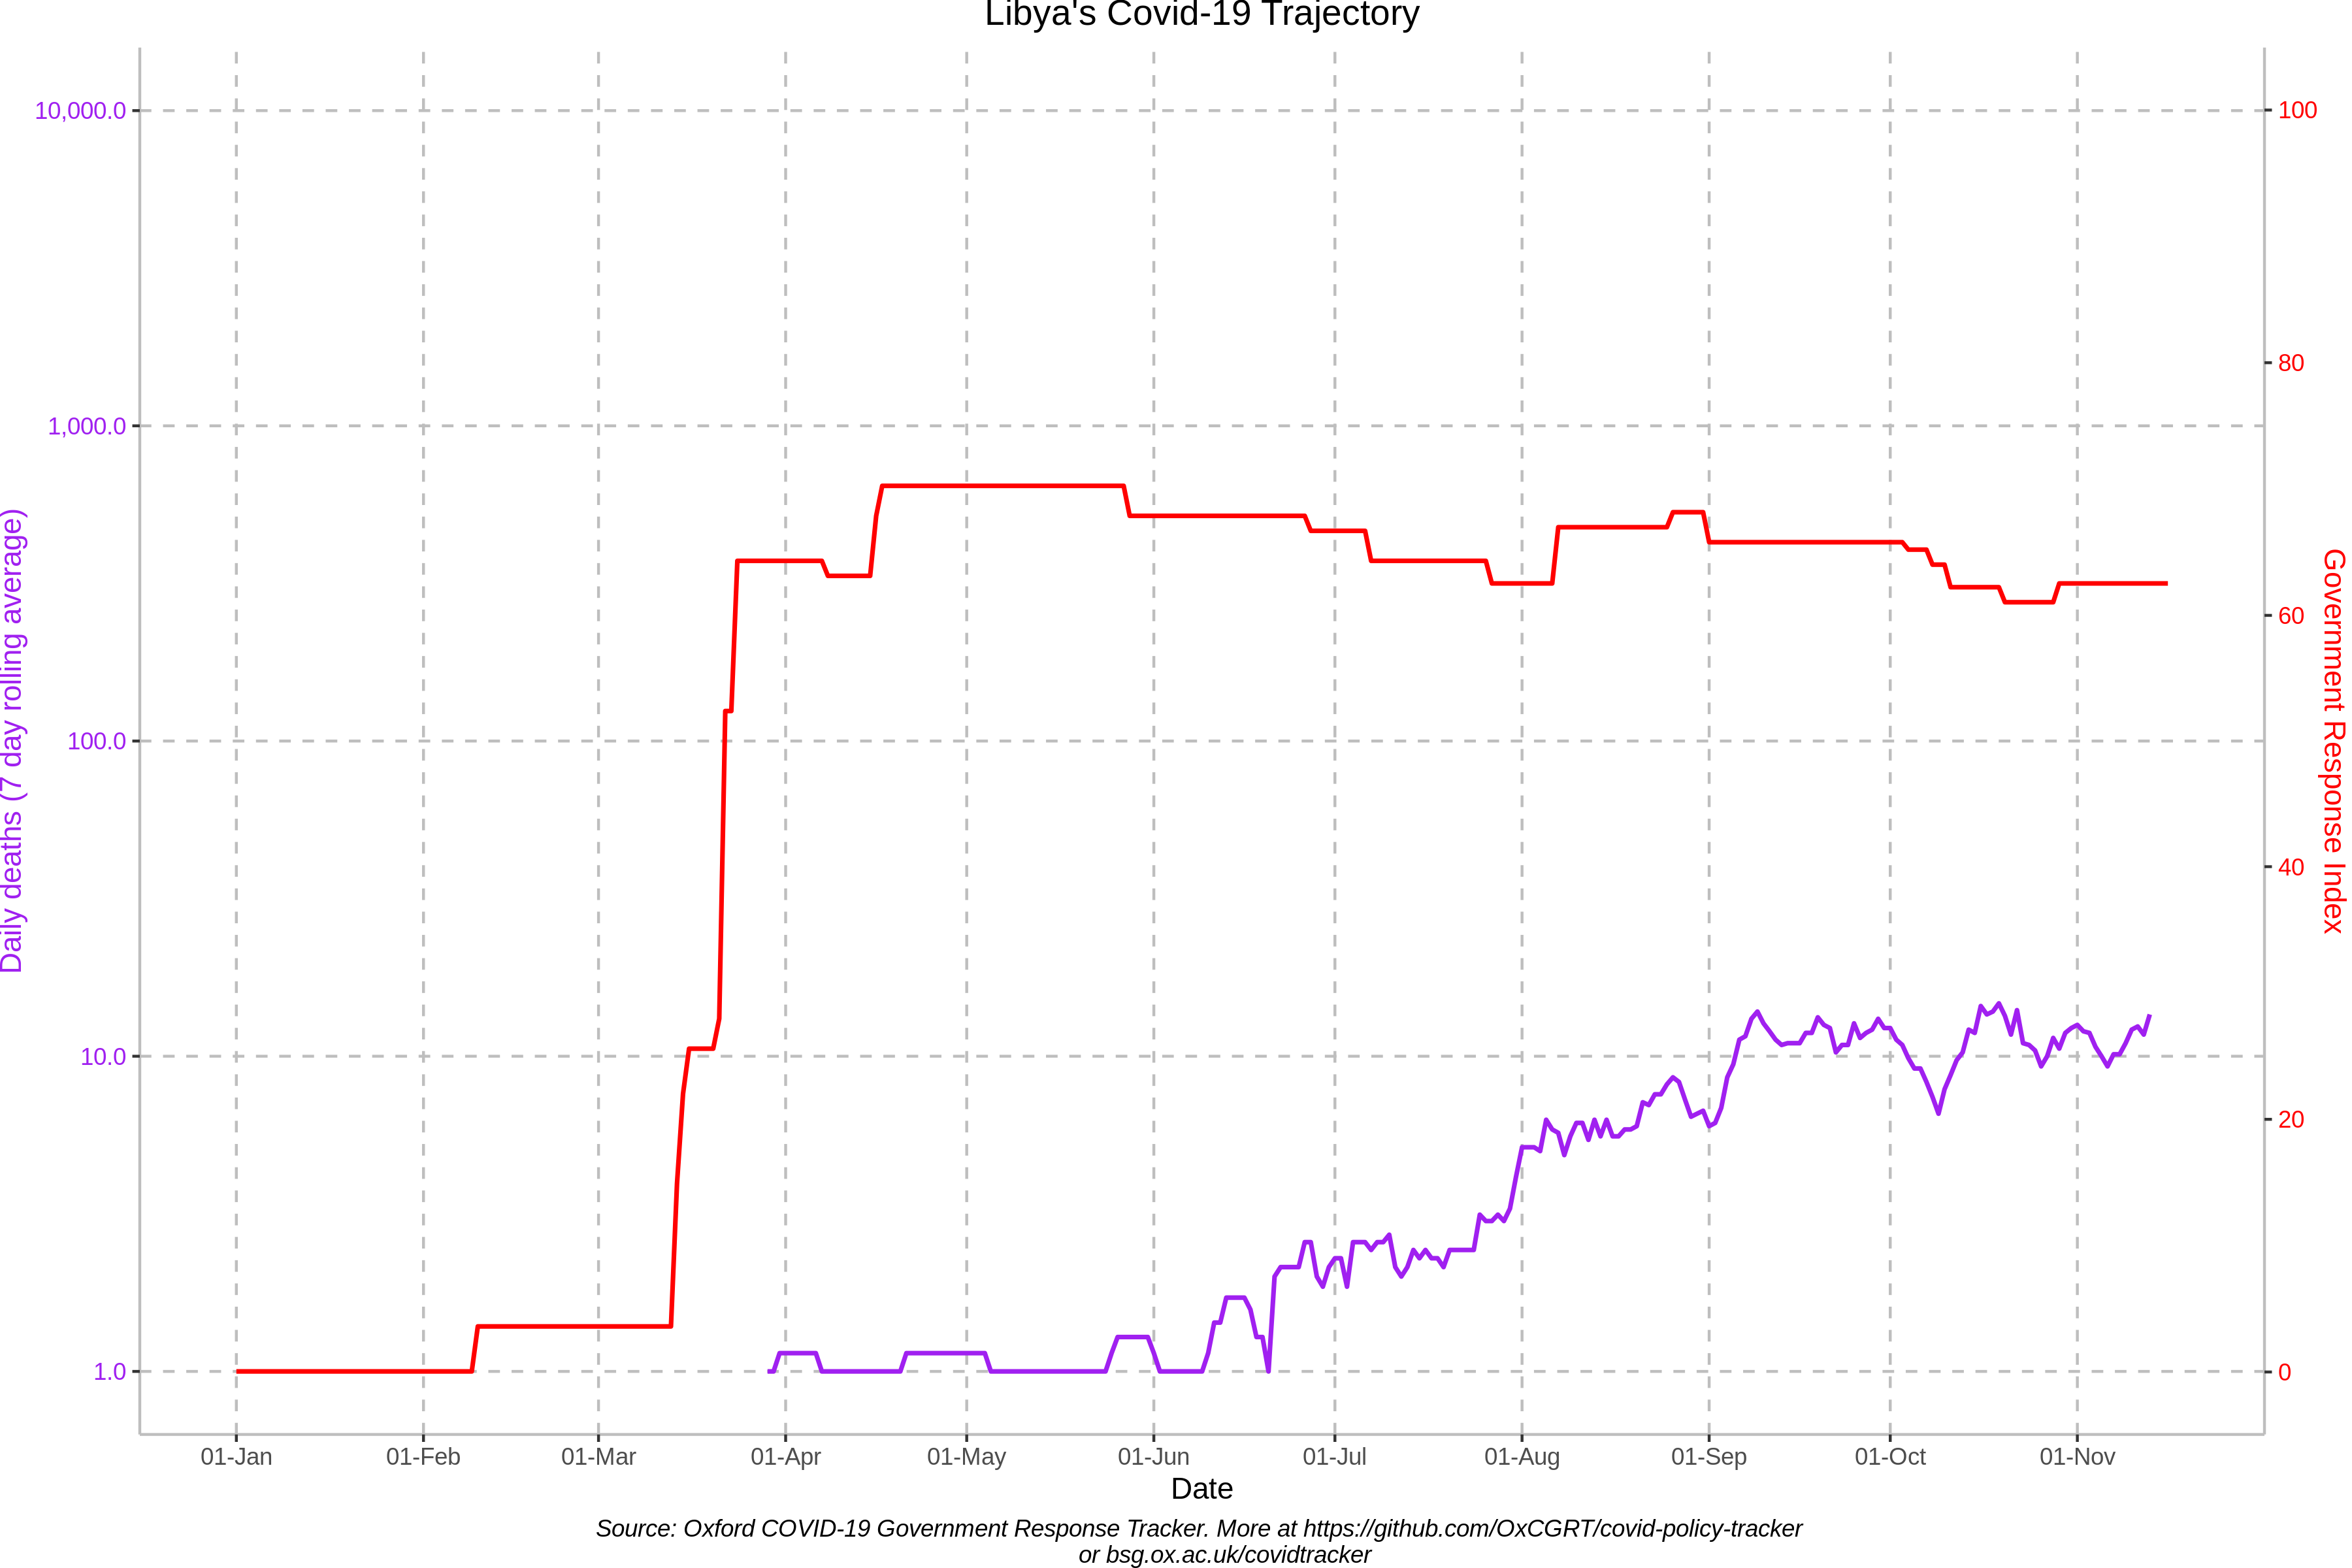 Libya's Covid-19 Trajectory
10,000.0
1,000.0
100.0
10.0
1.0
Daily deaths (7 day rolling average)
100
80
60
40
20
0
Government Response Index
01-Jan
01-Feb
01-Mar
01-Apr
01-May
01-Jun
01-Jul
01-Aug
01-Sep
01-Oct
01-Nov
Date
Source: Oxford COVID-19 Government Response Tracker. More at https://github.com/OxCGRT/covid-policy-tracker
or bsg.ox.ac.uk/covidtracker